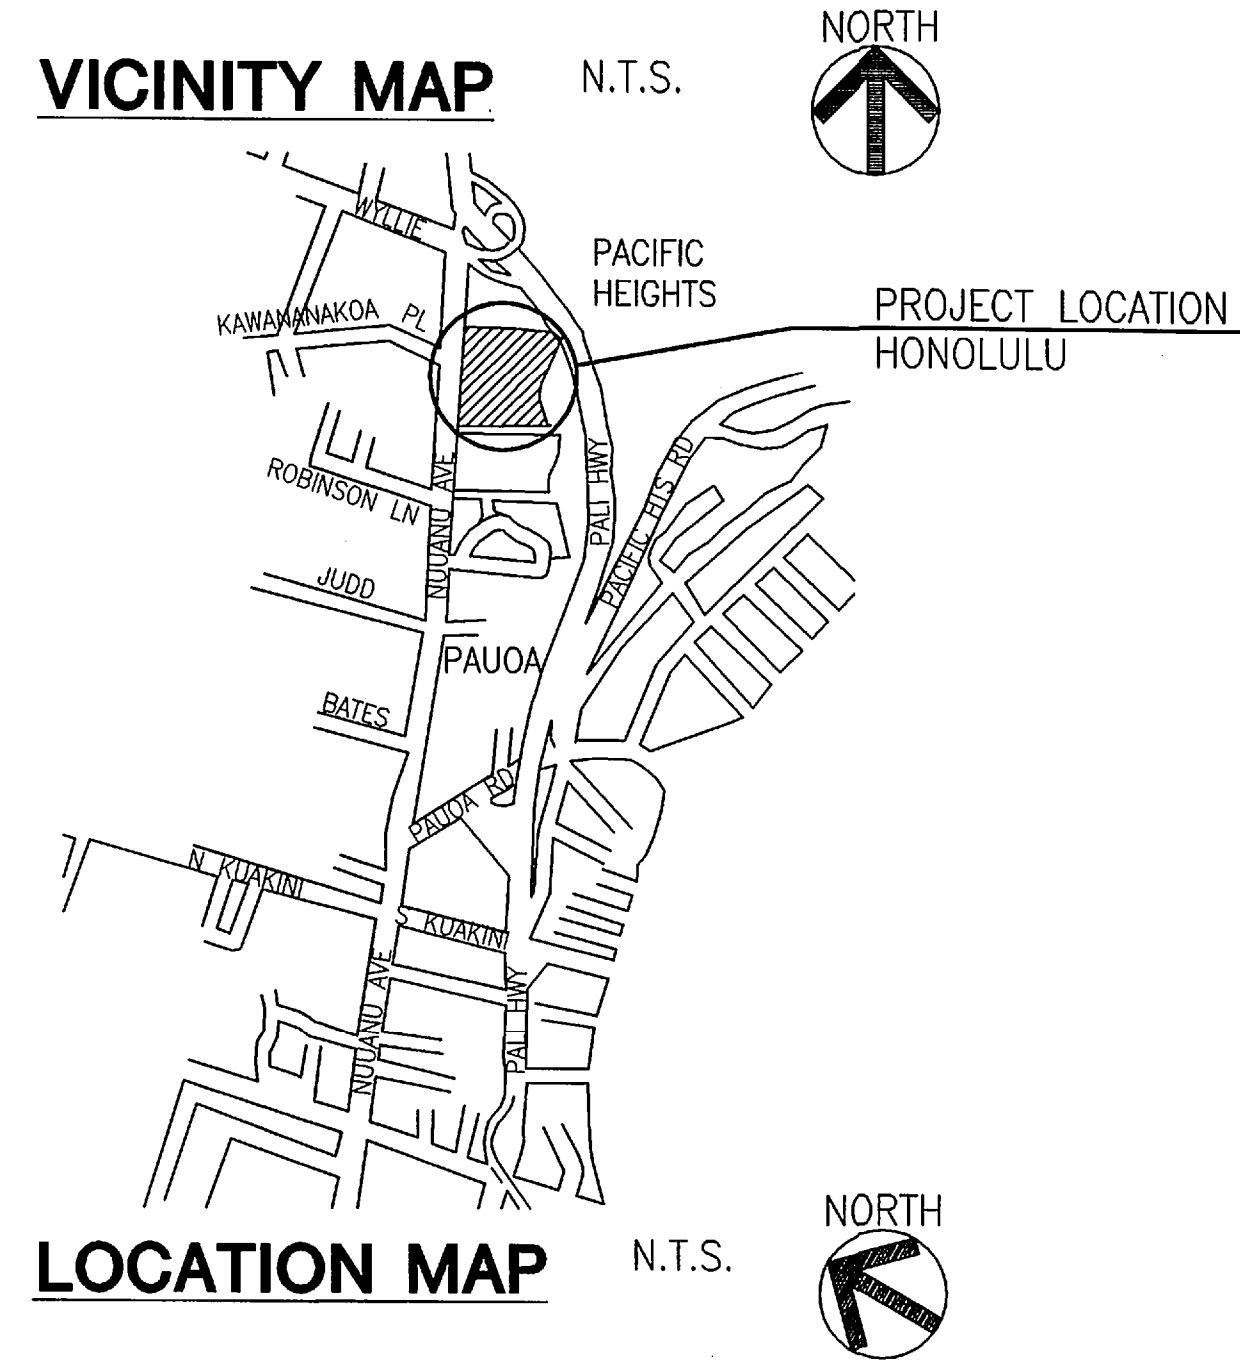 NORTH
VICINITY MAP N.T.S.
WYLLIE
PACIFIC
HEIGHTS
KAWANANAKOA PL
PROJECT LOCATION
HONOLULU
ROBINSON LN
NUUANU AVE
PALI HWY
PACIFIC HTS RD
JUDD
PAUOA
BATES
PAUOA RD
N KUAKINI
S KUAKINI
NUUANU AVE
PALI HWY
NORTH
LOCATION MAP N.T.S.